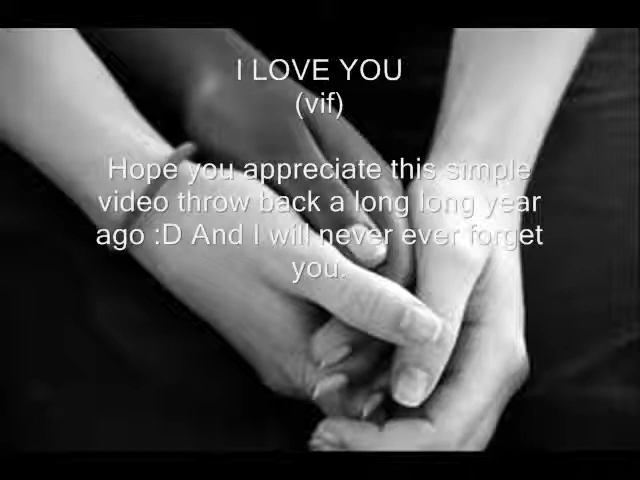 I LOVE YOU
(vif)
Hope you appreciate this simple
video throw back a long long year
ago :D And I will never ever forget
you.